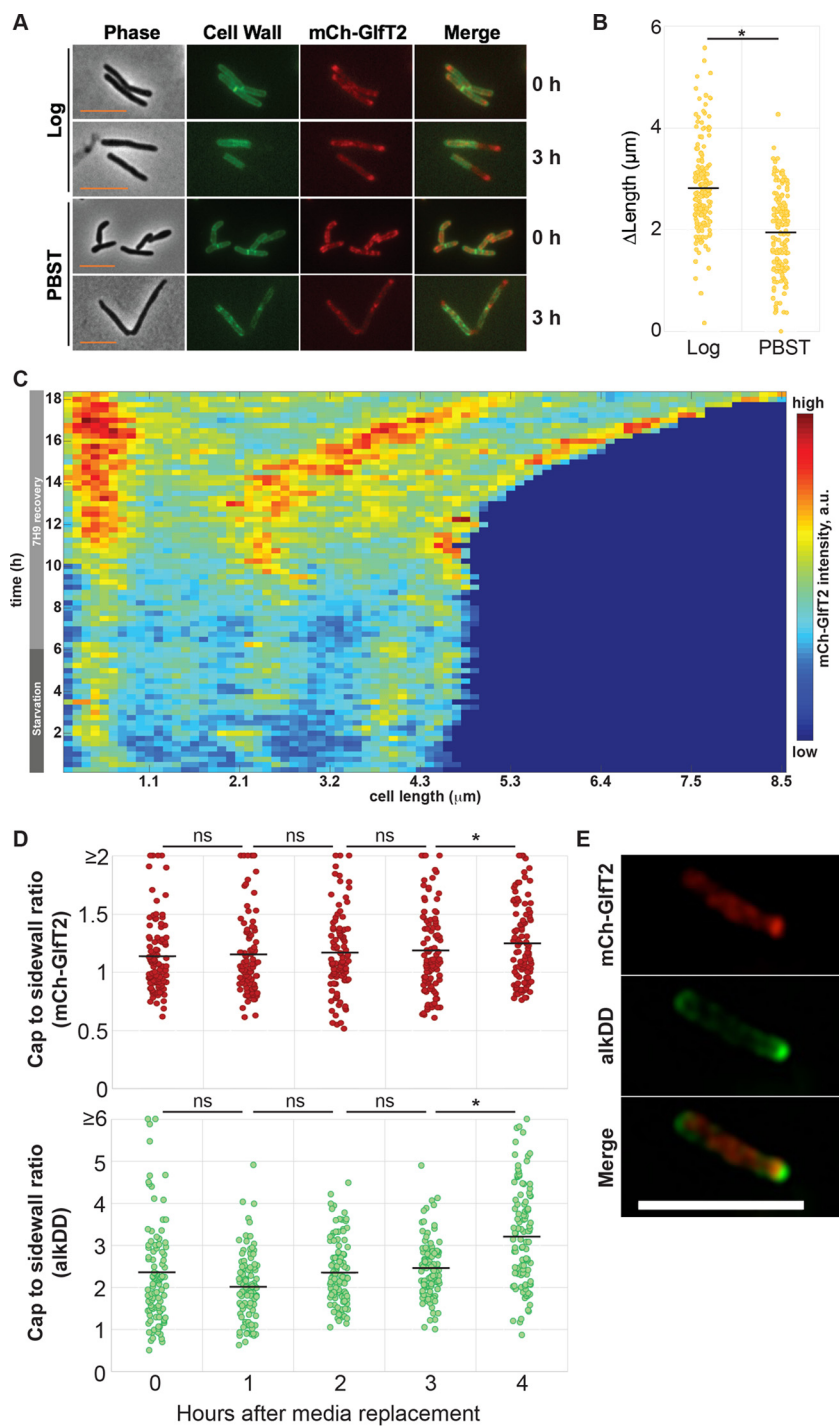 A
Phase Cell Wall mCh-GlfT2 Merge
Log
0 h
3 h
PBST
0 h
3 h
B
*
6
4
2
0
ΔLength (µm)
Log PBST
C
7H9 recovery
Starvation
time (h)
18
16
14
12
10
8
6
4
2
1.1 2.1 3.2 4.3 5.3 6.4 7.5 8.5
cell length (µm)
high
mCh-GlfT2 intensity, a.u.
low
D
Cap to sidewall ratio
(mCh-GlfT2)
ns ns ns *
≥2
1.5
1
0.5
0
Cap to sidewall ratio
(alkDD)
ns ns ns *
≥6
5
4
3
2
1
0
0 1 2 3 4
Hours after media replacement
E
mCh-GlfT2
alkDD
Merge